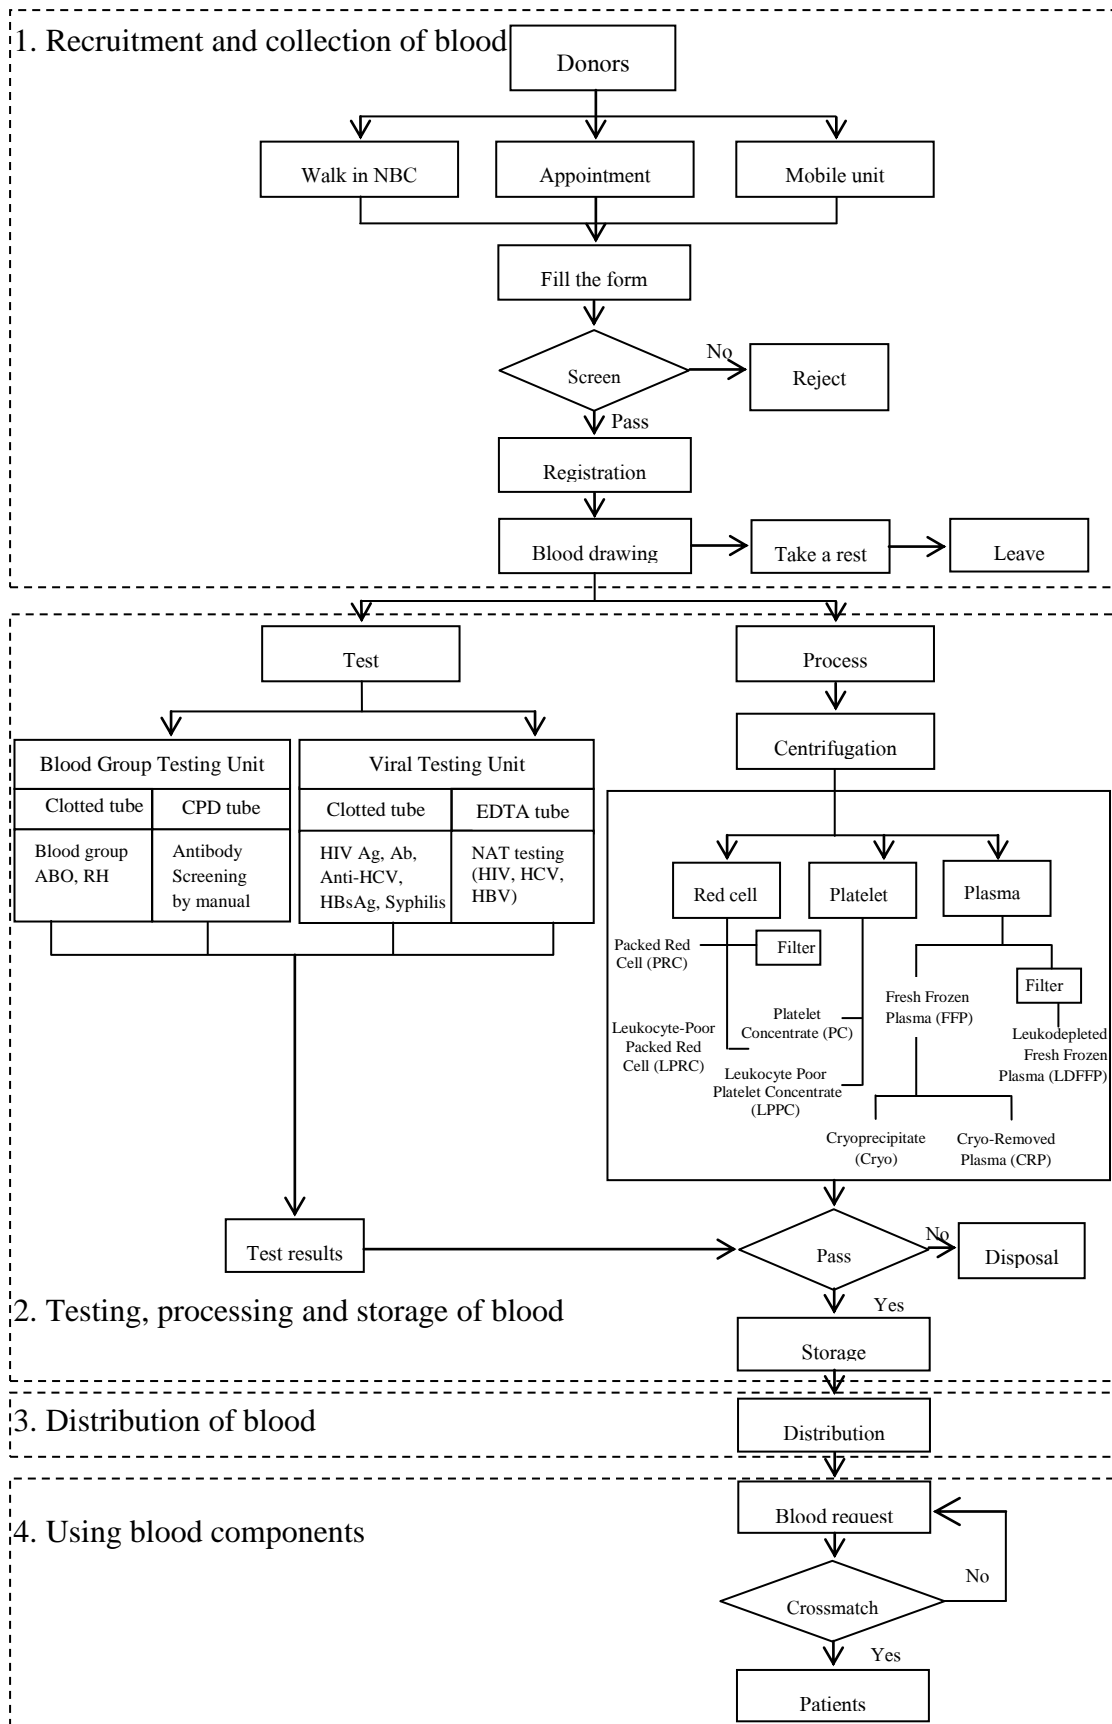 1. Recruitment and collection of blood
Donors
Walk in NBC
Appointment
Mobile unit
Fill the form
Screen
No
Reject
Pass
Registration
Blood drawing
Take a rest
Leave
Test
Process
Centrifugation
Blood Group Testing Unit
Viral Testing Unit
Clotted tube
CPD tube
Clotted tube
EDTA tube
Blood group
ABO, RH
Antibody
Screening
by manual
HIV Ag, Ab,
Anti-HCV,
HBsAg, Syphilis
NAT testing
(HIV, HCV,
HBV)
Red cell
Platelet
Plasma
Packed Red
Cell (PRC)
Filter
Leukocyte-Poor
Packed Red
Cell (LPRC)
Platelet
Concentrate (PC)
Leukocyte Poor
Platelet Concentrate
(LPPC)
Fresh Frozen
Plasma (FFP)
Filter
Leukodepleted
Fresh Frozen
Plasma (LDFFP)
Cryoprecipitate
(Cryo)
Cryo-Removed
Plasma (CRP)
Test results
Pass
No
Disposal
Yes
2. Testing, processing and storage of blood
Storage
3. Distribution of blood
Distribution
4. Using blood components
Blood request
No
Crossmatch
Yes
Patients